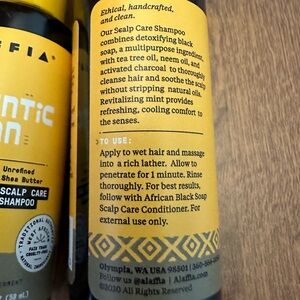 AFFIA®
Unrefined
Shea Butter
SCALP CARE
SHAMPOO
Ethical, handcrafted,
and clean.
Our Scalp Care Shampoo
combines detoxifying black
soap, a multipurpose ingredient,
with tea tree oil, neem oil, and
activated charcoal to thoroughly
cleanse hair and soothe the scalp
without stripping natural oils.
Revitalizing mint provides
refreshing, cooling comfort to
the senses.
TO USE:
Apply to wet hair and massage
into a rich lather. Allow to
penetrate for 1 minute. Rinse
thoroughly. For best results,
follow with African Black Soap
Scalp Care Conditioner. For
external use only.
Olympia, WA USA 98501
Follow us @alaffia | Alaffia.com
©2020 All Rights Reserved